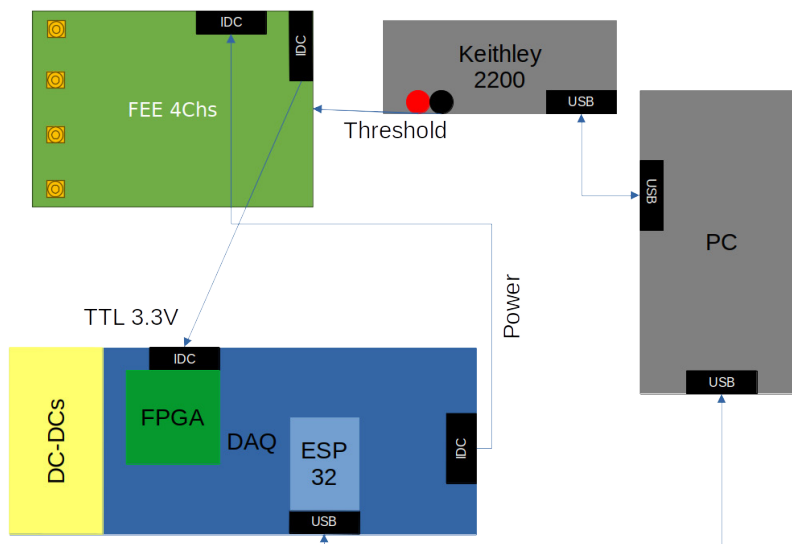 IDC
IDC
FEE 4Chs
Keithley
2200
USB
Threshold
USB
PC
USB
Power
TTL 3.3V
IDC
FPGA
DAQ
ESP
32
IDC
USB
DC-DCs